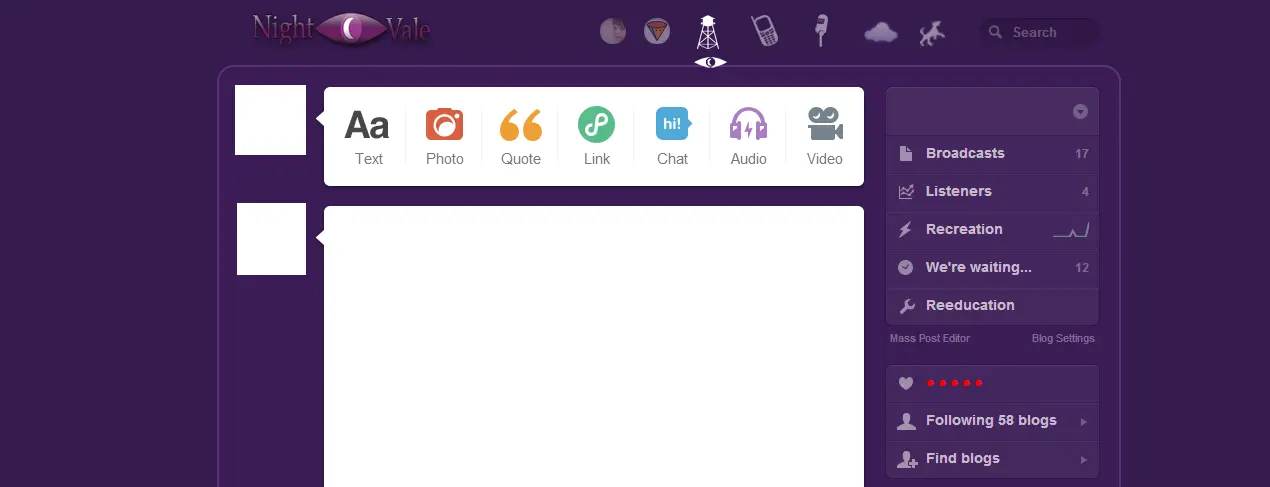 Night Vale
Search
Aa
hi!
Text Photo Quote Link Chat Audio Video
Broadcasts 17
Listeners 4
Recreation
We're waiting... 12
Reeducation
Mass Post Editor Blog Settings
Following 58 blogs
Find blogs